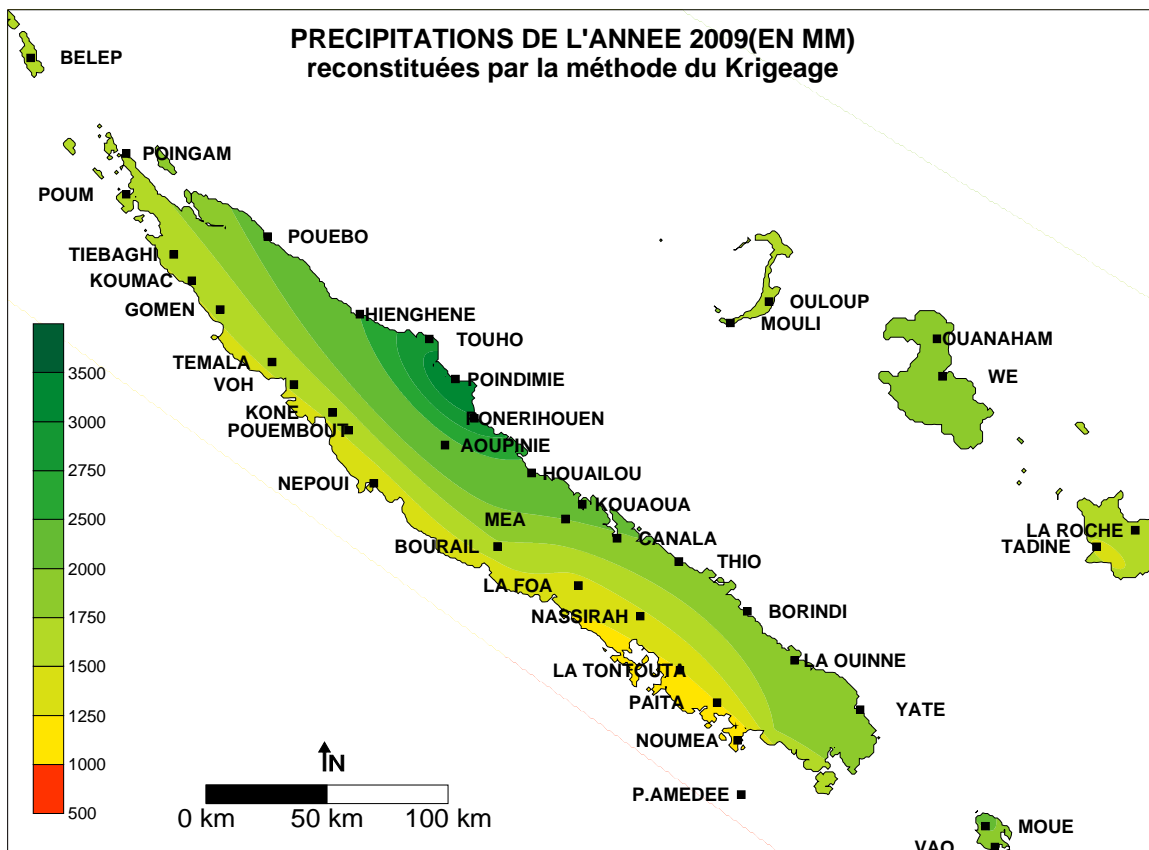 PRECIPITATIONS DE L'ANNEE 2009(EN MM)
reconstituées par la méthode du Krigeage
BELEP
POINGAM
POUM
POUEBO
TIEBAGHI
KOUMAC
GOMEN
HIENGHENE
TOUHO
OULOUP
MOULI
OUANAHAM
WE
TEMALA
VOH
POINDIMIE
KONE
PONERIHOUEN
POUEMBOUT
AOUPINIE
NEPOUI
HOUAILOU
KOUAOUA
MEA
CANALA
BOURAIL
THIO
LA ROCHE
TADINE
LA FOA
NASSIRAH
BORINDI
LA TONTOUTA
LA OUINNE
PAITA
YATE
NOUMEA
P.AMEDEE
MOUE
VAO
3500
3000
2750
2500
2000
1750
1500
1250
1000
500
N
0 km 50 km 100 km